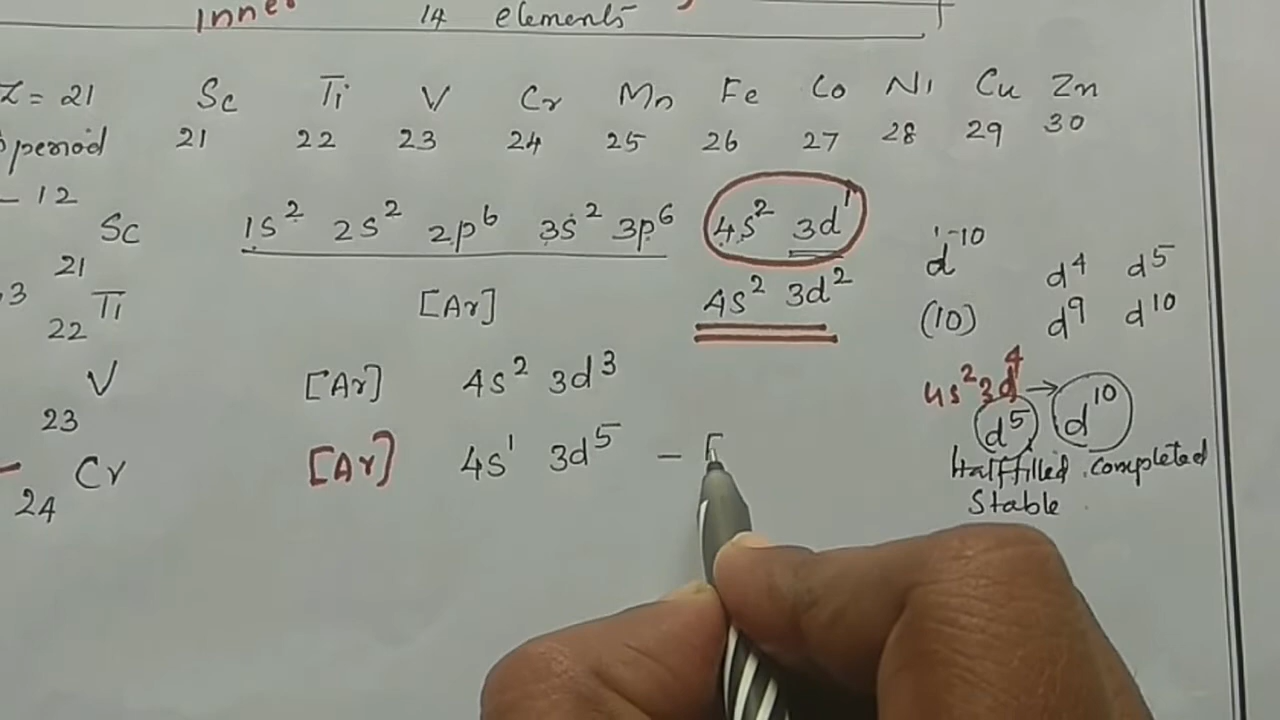 Inne
14 elements
Z = 21 Sc Ti V Cr Mn Fe Co Ni Cu Zn
period 21 22 23 24 25 26 27 28 29 30
- 12
Sc 1s² 2s² 2p⁶ 3s² 3p⁶ 4s² 3d¹ d¹⁻¹⁰ d⁴ d⁵
21
3 Ti [Ar] 4s² 3d² (10) d⁹ d¹⁰
22
V [Ar] 4s² 3d³ 4s² 3d⁴ → d¹⁰
23 d⁵
Cr [Ar] 4s¹ 3d⁵ - [ Halffilled completed
24 Stable